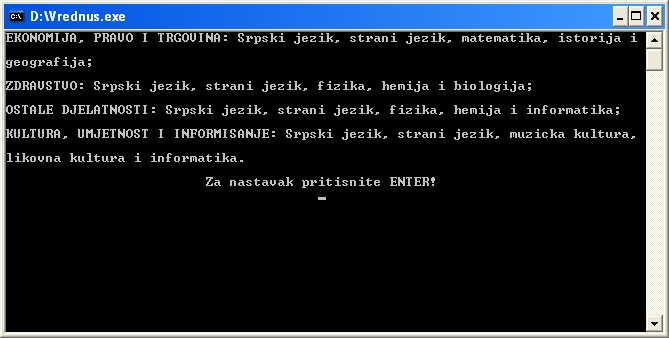 D:\Vrednus.exe
EKONOMIJA, PRAVO I TRGOVINA: Srpski jezik, strani jezik, matematika, istorija i
geografija;
ZDRAVSTVO: Srpski jezik, strani jezik, fizika, hemija i biologija;
OSTALE DJELATNOSTI: Srpski jezik, strani jezik, fizika, hemija i informatika;
KULTURA, UMJETNOST I INFORMISANJE: Srpski jezik, strani jezik, muzicka kultura,
likovna kultura i informatika.
Za nastavak pritisnite ENTER!